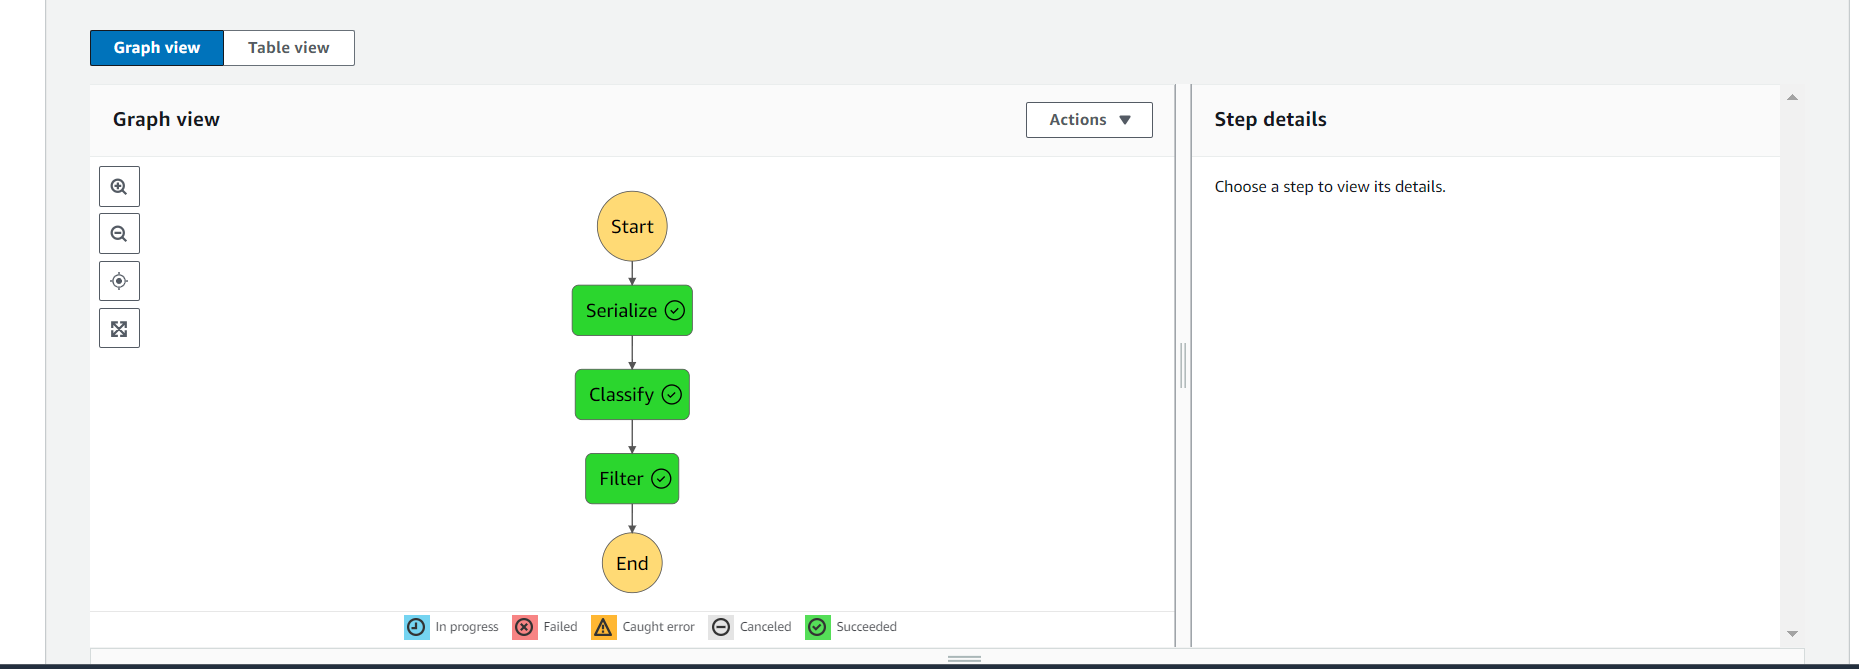 Graph view
Table view
Graph view
Actions
Start
Serialize
Classify
Filter
End
In progress
Failed
Caught error
Canceled
Succeeded
Step details
Choose a step to view its details.